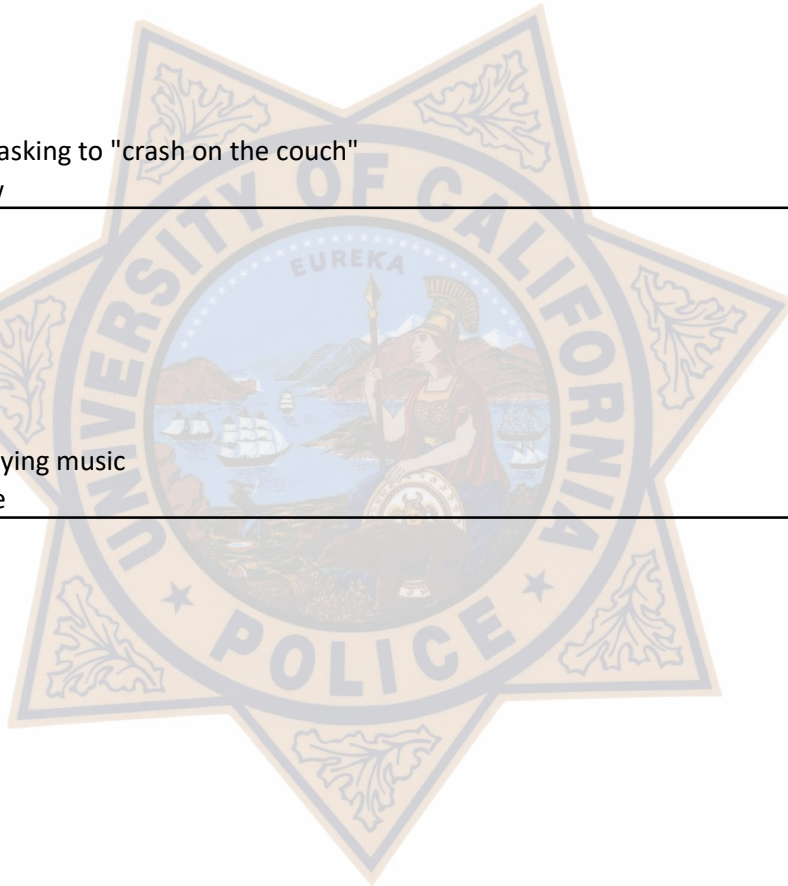 asking to "crash on the couch"
y
UNIVERSITY OF CALIFORNIA
EUREKA
ying music
e
POLICE